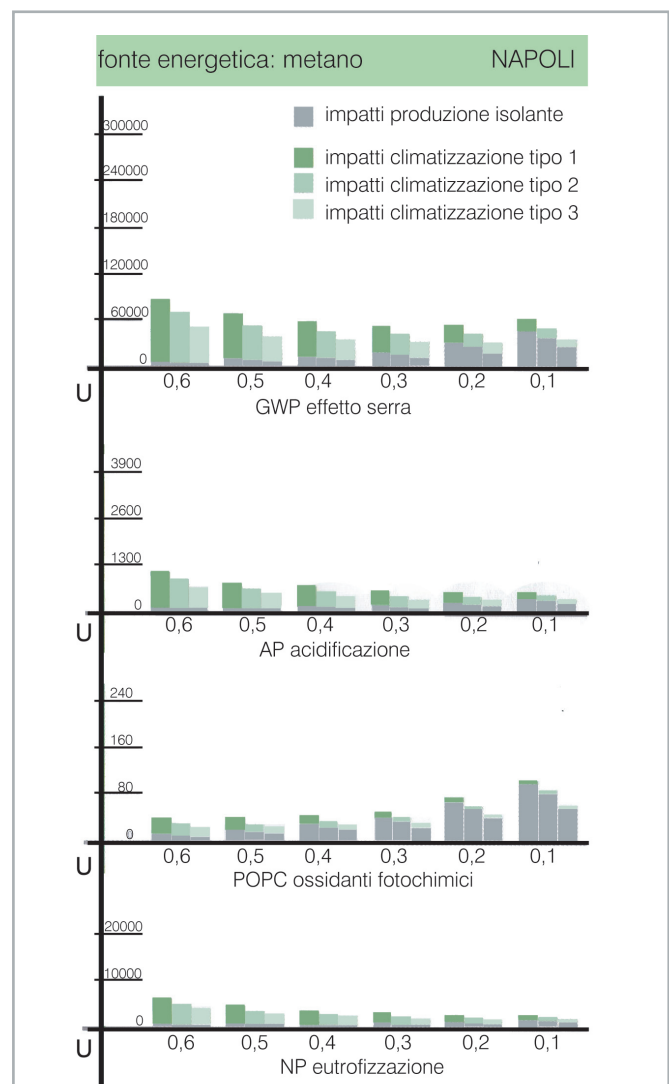 fonte energetica: metano NAPOLI
impatti produzione isolante
impatti climatizzazione tipo 1
impatti climatizzazione tipo 2
impatti climatizzazione tipo 3
300000
240000
180000
120000
60000
0
U 0,6 0,5 0,4 0,3 0,2 0,1
GWP effetto serra
3900
2600
1300
0
U 0,6 0,5 0,4 0,3 0,2 0,1
AP acidificazione
240
160
80
0
U 0,6 0,5 0,4 0,3 0,2 0,1
POPC ossidanti fotochimici
20000
10000
0
U 0,6 0,5 0,4 0,3 0,2 0,1
NP eutrofizzazione